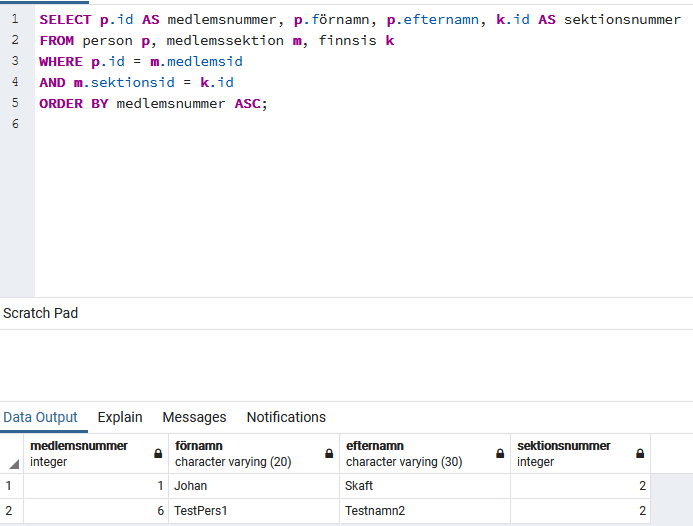 1 SELECT p.id AS medlemsnummer, p.förnamn, p.efternamn, k.id AS sektionsnummer
2 FROM person p, medlemssektion m, finnsis k
3 WHERE p.id = m.medlemsid
4 AND m.sektionsid = k.id
5 ORDER BY medlemsnummer ASC;
6
Scratch Pad
Data Output Explain Messages Notifications
medlemsnummer förnamn efternamn sektionsnummer
integer character varying (20) character varying (30) integer
1 1 Johan Skaft 2
2 6 TestPers1 Testnamn2 2